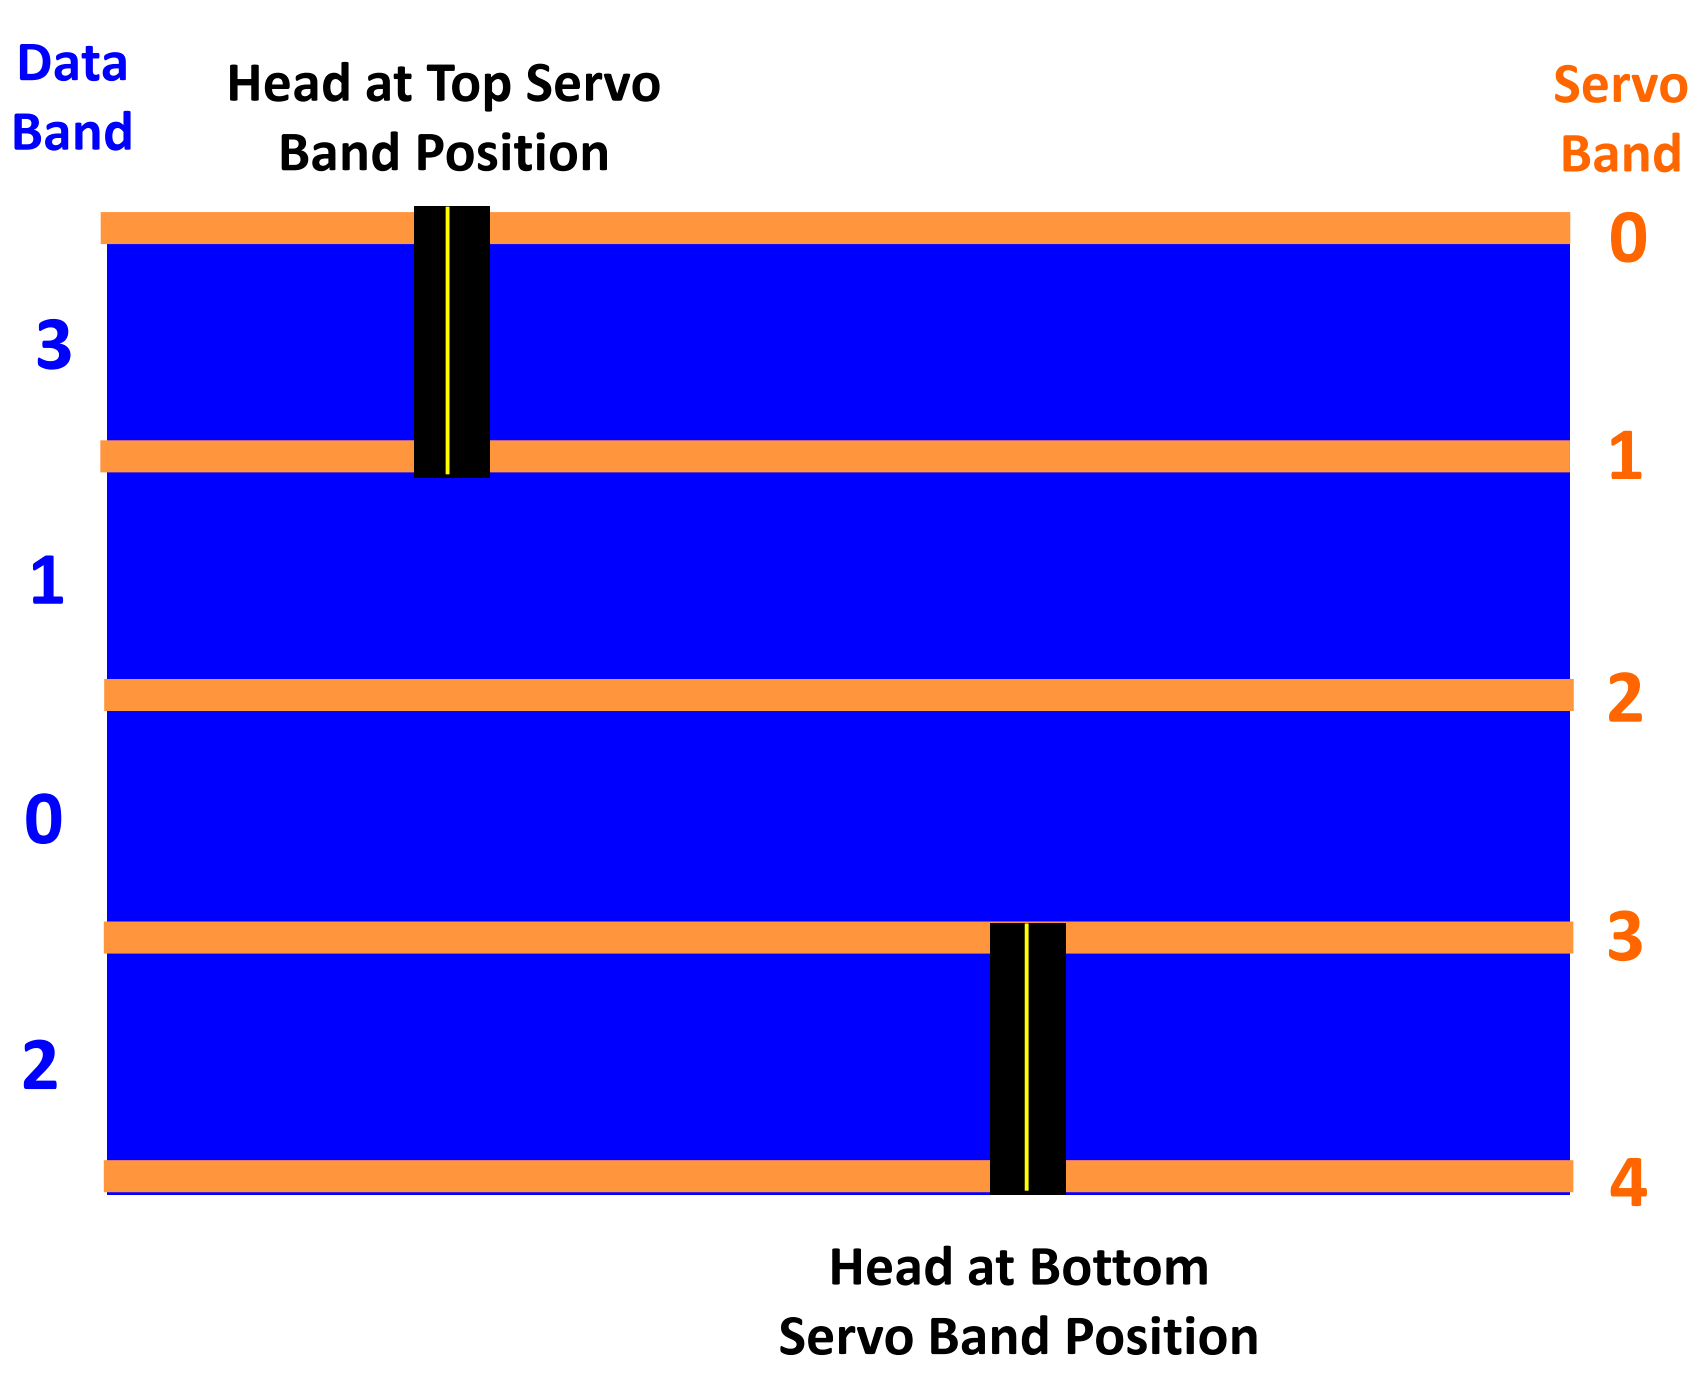 Data
Band
Head at Top Servo
Band Position
Servo
Band
0
3
1
1
2
0
3
2
4
Head at Bottom
Servo Band Position